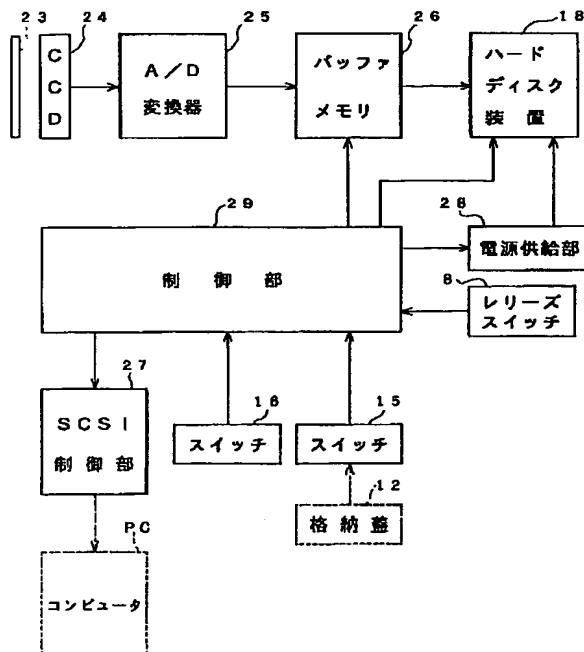 23
24
25
26
18
CCD
A/D
変換器
バッファ
メモリ
ハード
ディスク
装置
29
28
制御部
電源供給部
8
レリーズ
スイッチ
27
16
15
SCSI
制御部
スイッチ
スイッチ
12
格納蓋
PC
コンピュータ